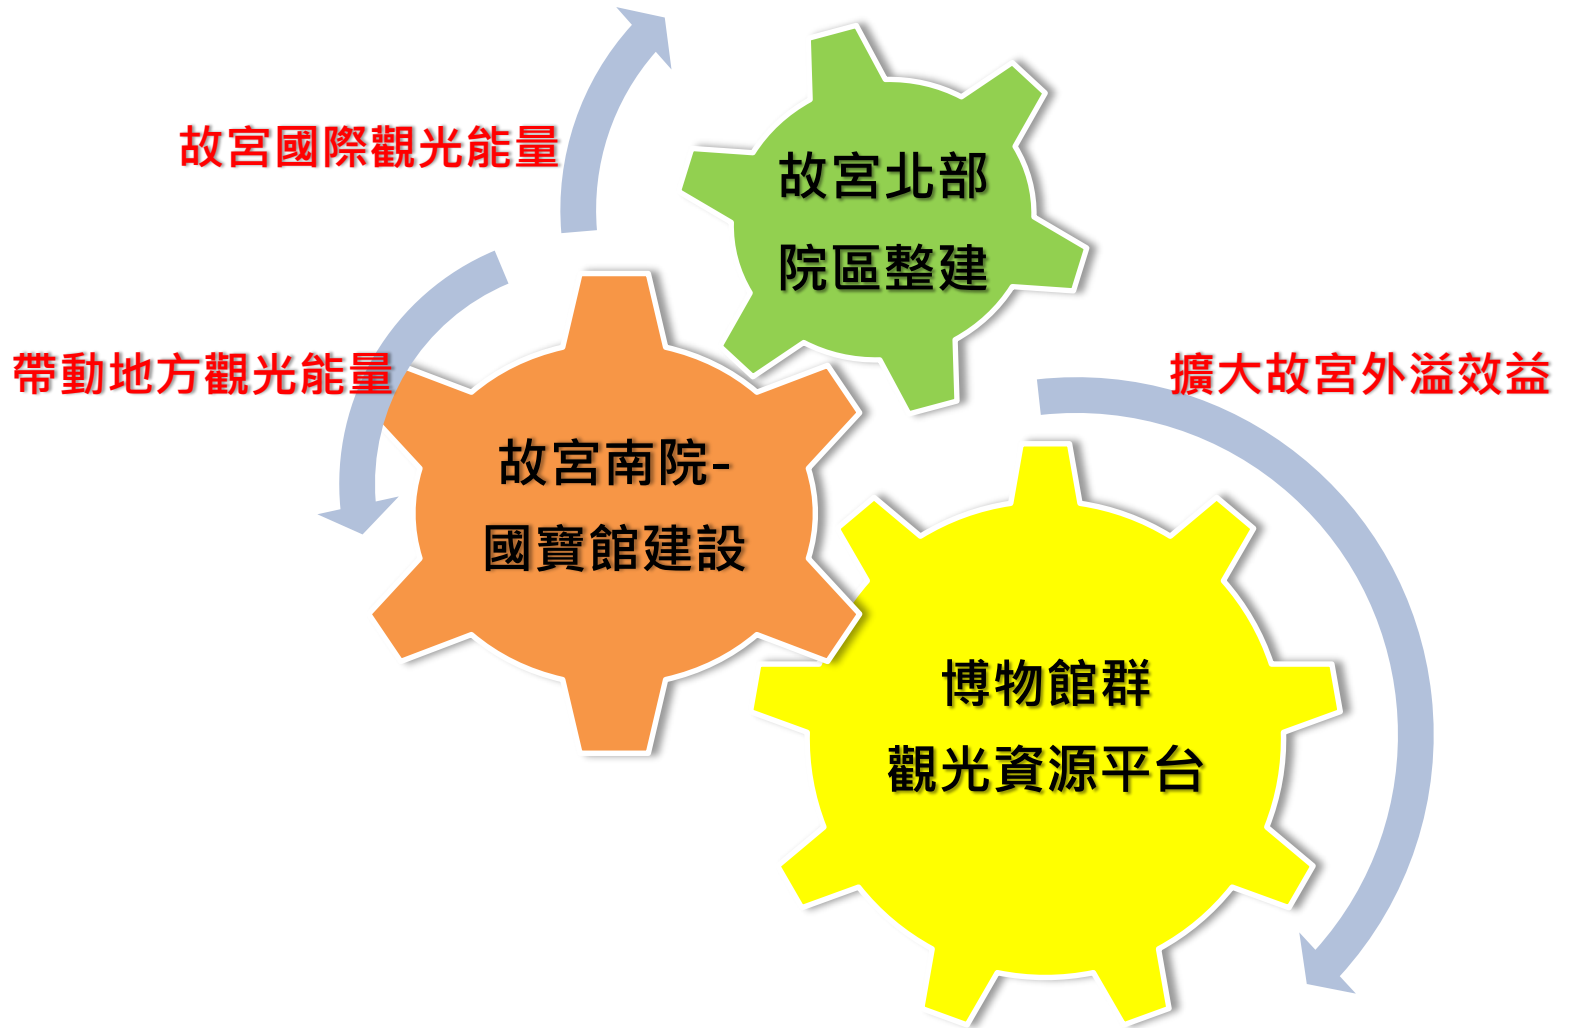 故宮國際觀光能量
故宮北部
院區整建
帶動地方觀光能量
故宮南院-
國寶館建設
擴大故宮外溢效益
博物館群
觀光資源平台